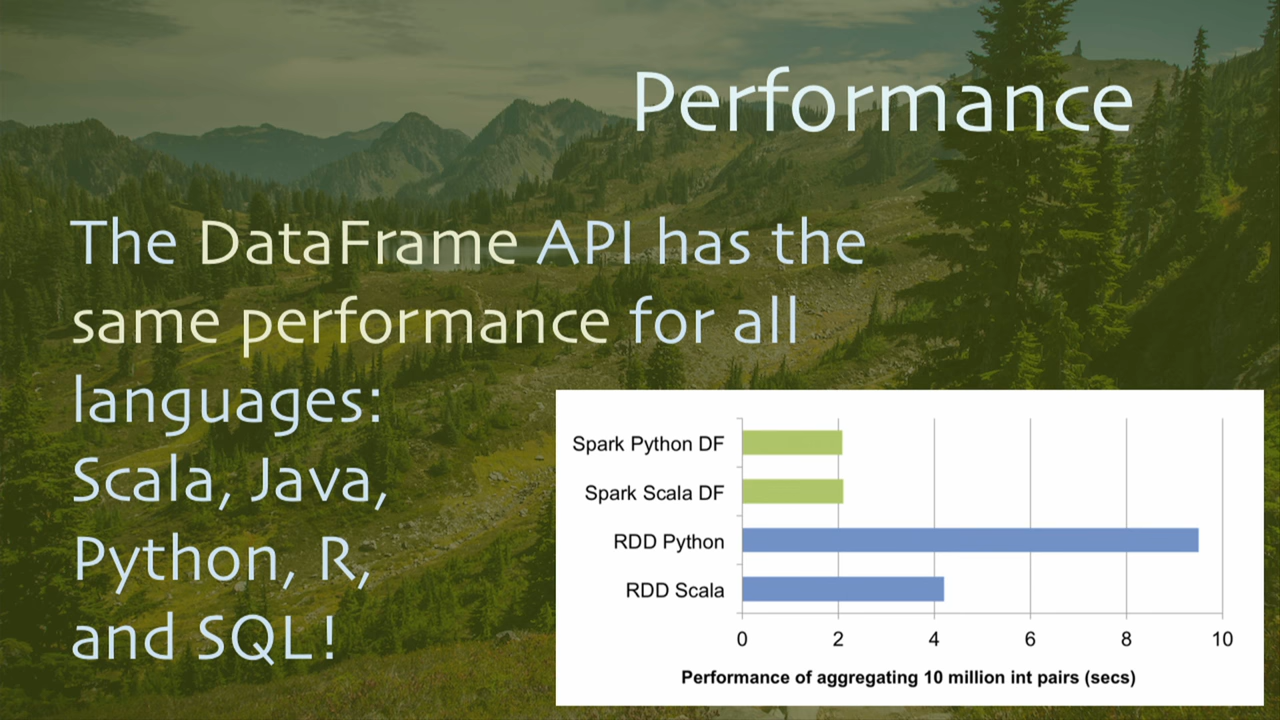 Performance
The DataFrame API has the
same performance for all
languages:
Scala, Java,
Python, R,
and SQL!
Spark Python DF
Spark Scala DF
RDD Python
RDD Scala
0 2 4 6 8 10
Performance of aggregating 10 million int pairs (secs)